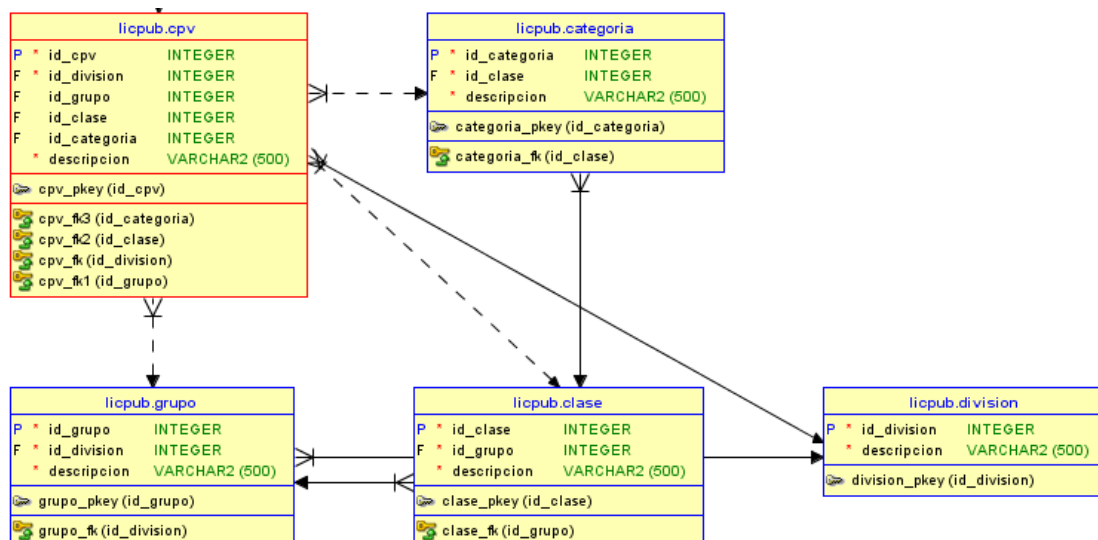 licpub.cpv
P * id_cpv INTEGER
F * id_division INTEGER
F id_grupo INTEGER
F id_clase INTEGER
F id_categoria INTEGER
* descripcion VARCHAR2 (500)
cpv_pkey (id_cpv)
cpv_fk3 (id_categoria)
cpv_fk2 (id_clase)
cpv_fk (id_division)
cpv_fk1 (id_grupo)
licpub.categoria
P * id_categoria INTEGER
F * id_clase INTEGER
* descripcion VARCHAR2 (500)
categoria_pkey (id_categoria)
categoria_fk (id_clase)
licpub.grupo
P * id_grupo INTEGER
F * id_division INTEGER
* descripcion VARCHAR2 (500)
grupo_pkey (id_grupo)
grupo_fk (id_division)
licpub.clase
P * id_clase INTEGER
F * id_grupo INTEGER
* descripcion VARCHAR2 (500)
clase_pkey (id_clase)
clase_fk (id_grupo)
licpub.division
P * id_division INTEGER
* descripcion VARCHAR2 (500)
division_pkey (id_division)